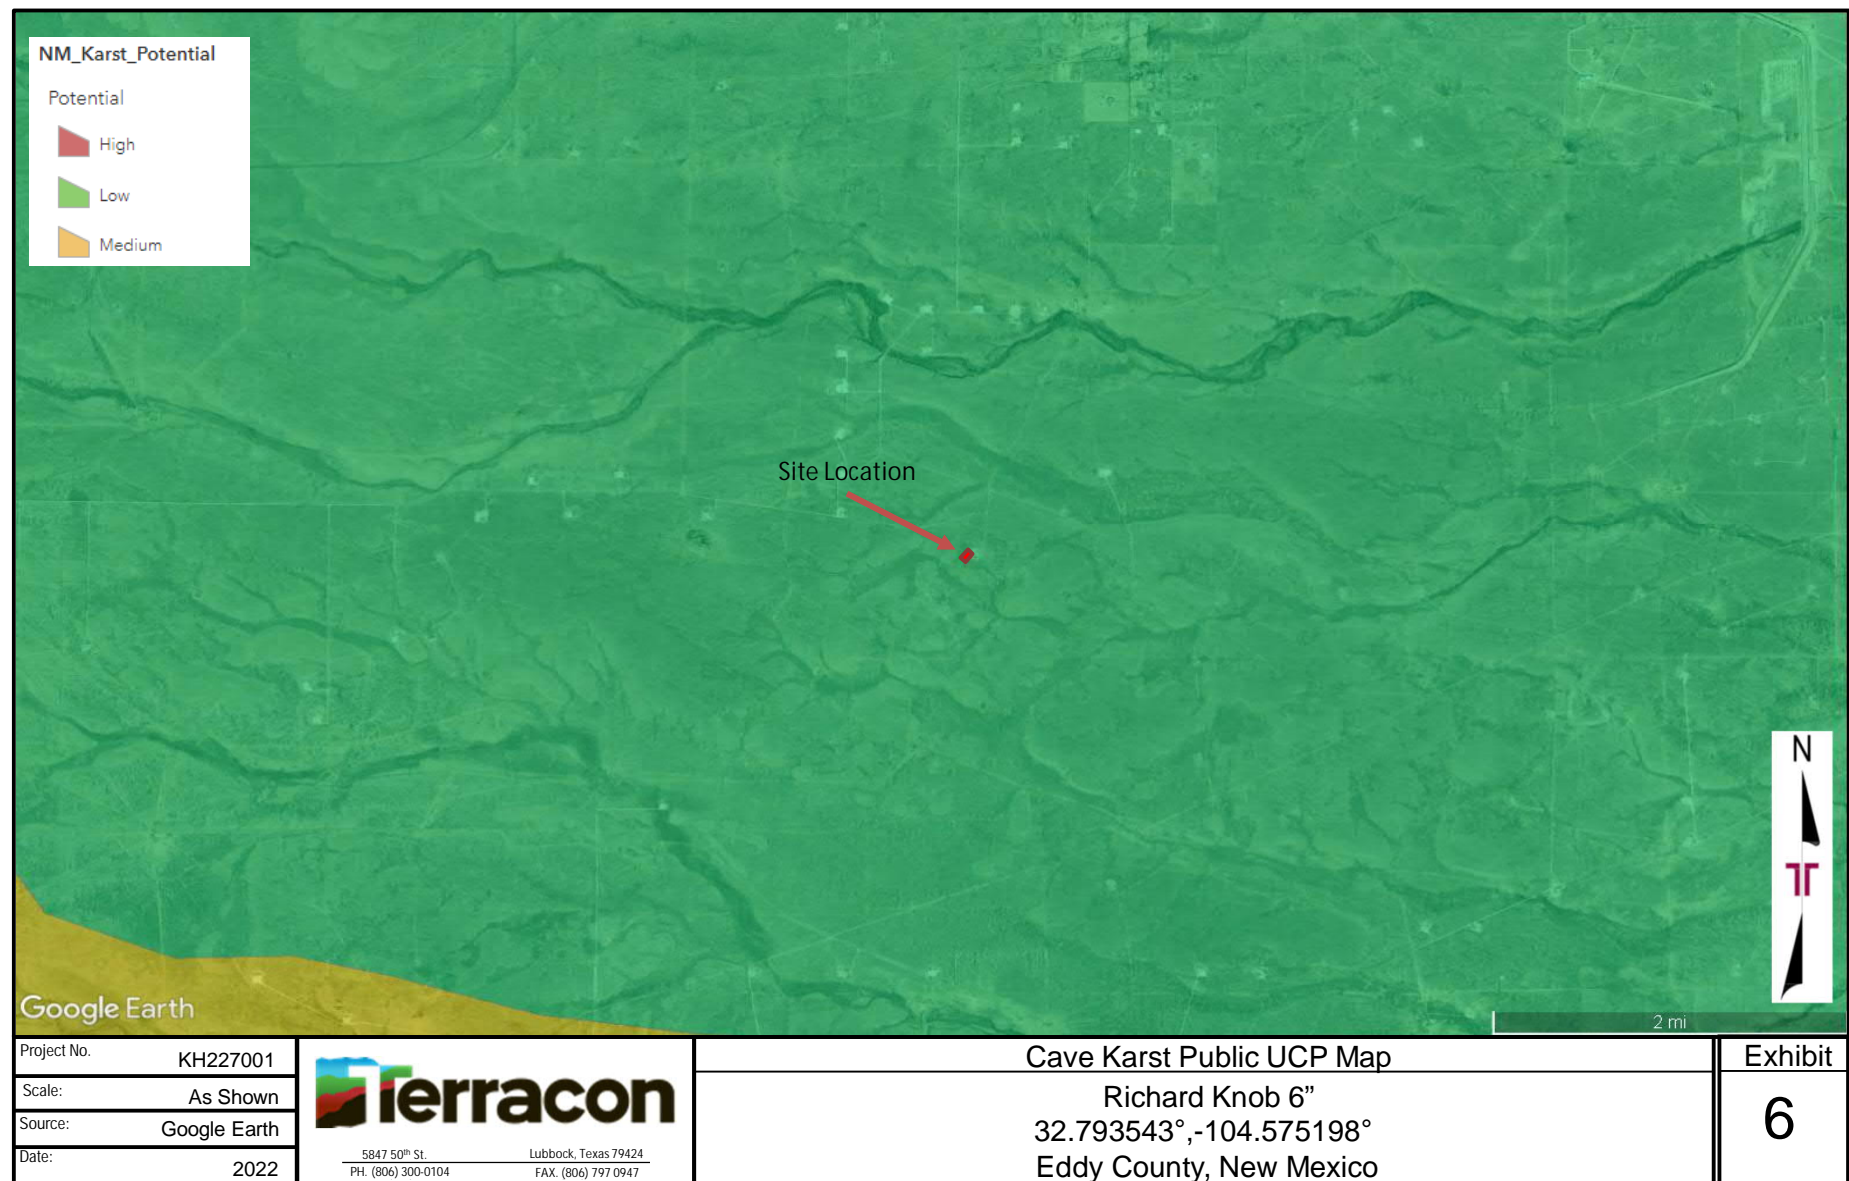 NM_Karst_Potential
Potential
High
Low
Medium
Site Location
N
Google Earth
2 mi
Project No.
KH227001
Scale:
As Shown
Source:
Google Earth
Date:
2022
Terracon
5847 50th St. Lubbock, Texas 79424
PH. (806) 300-0104 FAX. (806) 797 0947
Cave Karst Public UCP Map
Richard Knob 6”
32.793543°,-104.575198°
Eddy County, New Mexico
Exhibit
6